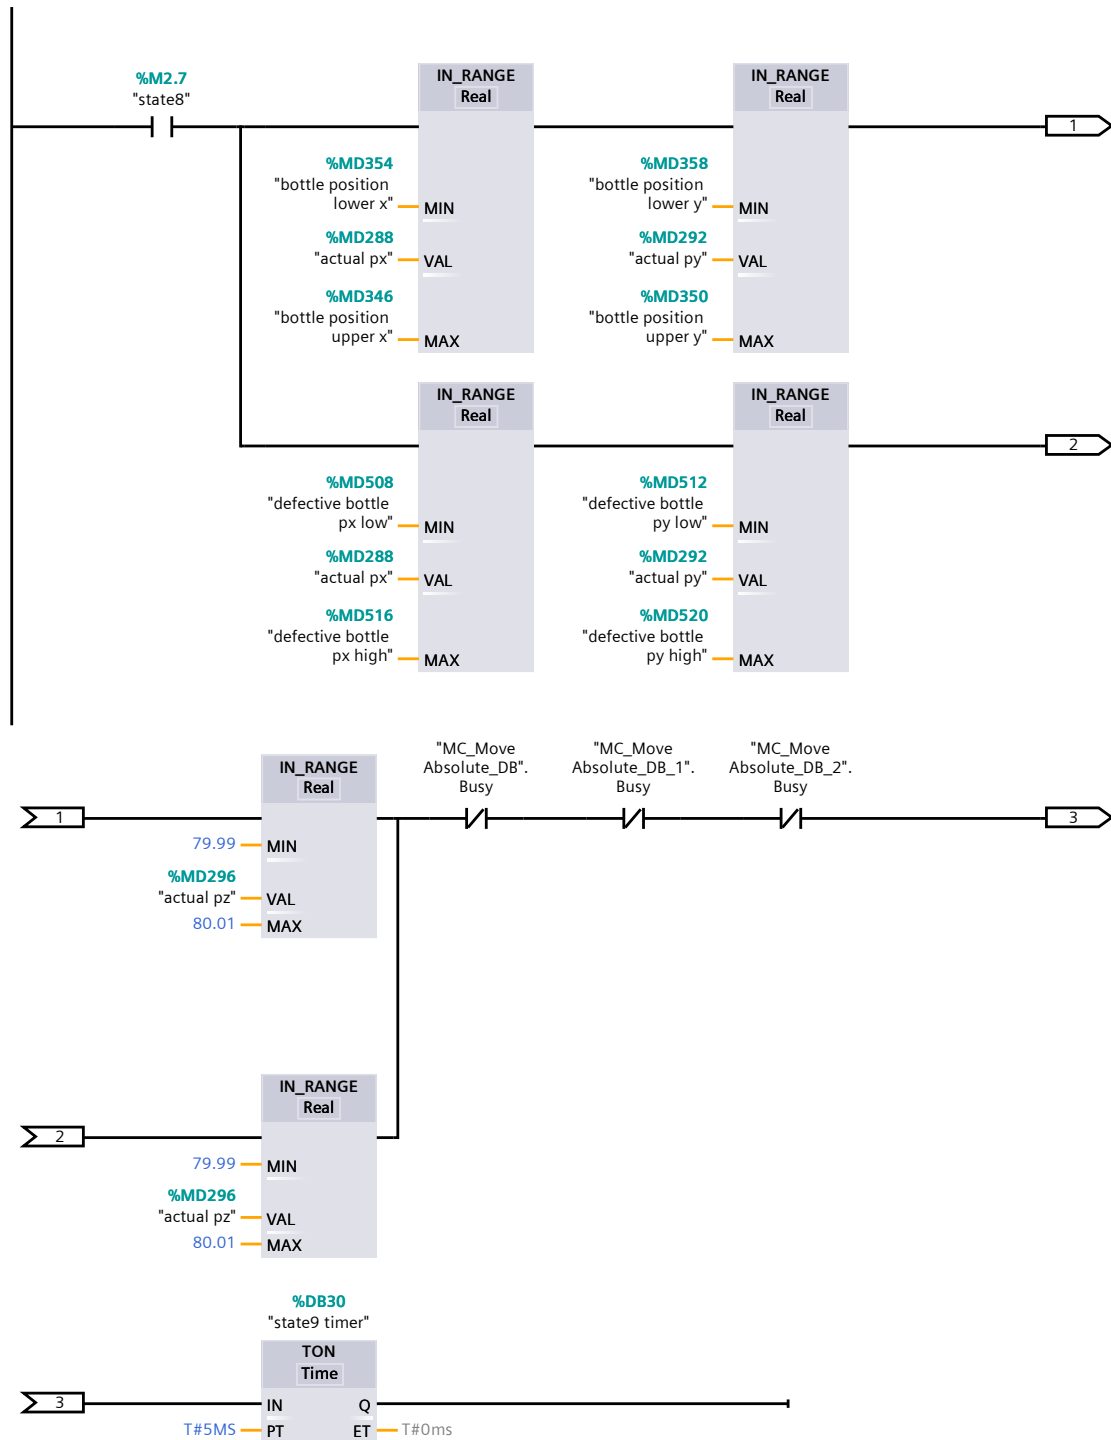 %M2.7
"state8"
IN_RANGE
Real
%MD354
"bottle position
lower x"
MIN
%MD288
"actual px"
VAL
%MD346
"bottle position
upper x"
MAX
IN_RANGE
Real
%MD358
"bottle position
lower y"
MIN
%MD292
"actual py"
VAL
%MD350
"bottle position
upper y"
MAX
1
IN_RANGE
Real
%MD508
"defective bottle
px low"
MIN
%MD288
"actual px"
VAL
%MD516
"defective bottle
px high"
MAX
IN_RANGE
Real
%MD512
"defective bottle
py low"
MIN
%MD292
"actual py"
VAL
%MD520
"defective bottle
py high"
MAX
2
1
IN_RANGE
Real
79.99
MIN
%MD296
"actual pz"
VAL
80.01
MAX
"MC_Move
Absolute_DB".
Busy
"MC_Move
Absolute_DB_1".
Busy
"MC_Move
Absolute_DB_2".
Busy
3
2
IN_RANGE
Real
79.99
MIN
%MD296
"actual pz"
VAL
80.01
MAX
%DB30
"state9 timer"
TON
Time
3
IN
Q
T#5MS
PT
ET
T#0ms